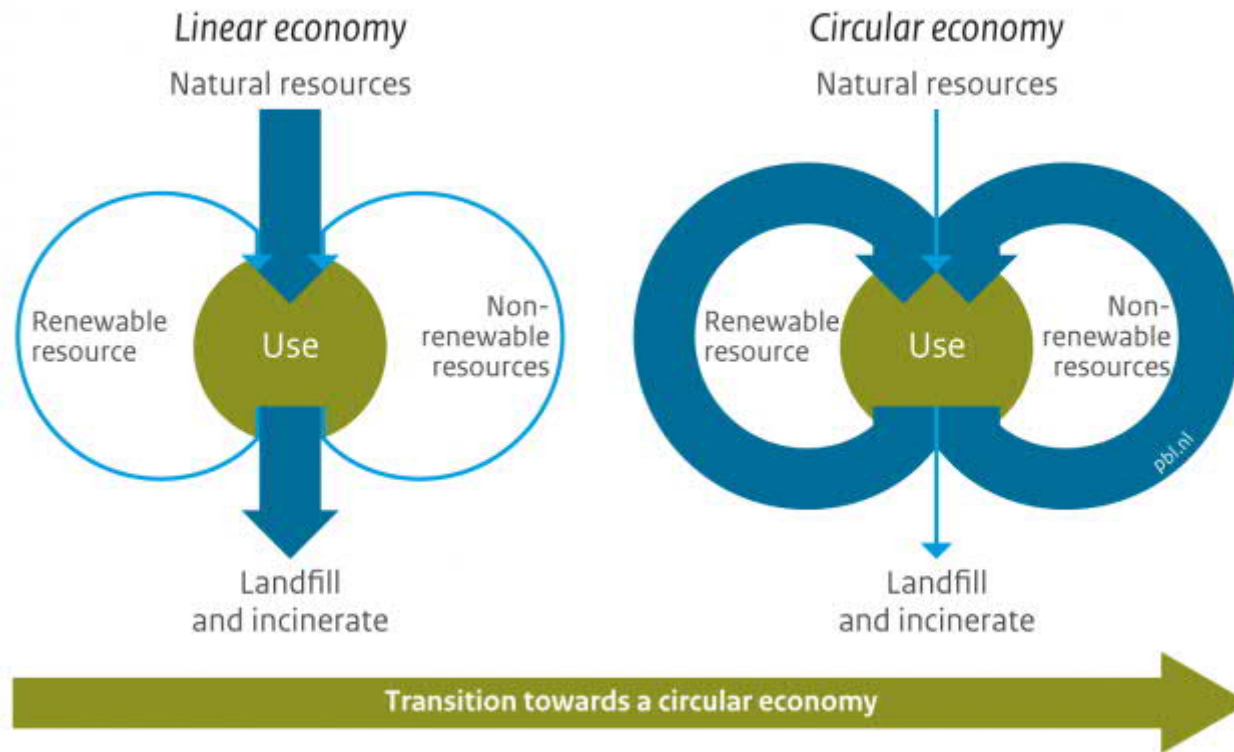 Linear economy
Natural resources
Renewable
resource
Use
Non-
renewable
resources
Landfill
and incinerate
Circular economy
Natural resources
Renewable
resource
Use
Non-
renewable
resources
pbl.nl
Landfill
and incinerate
Transition towards a circular economy